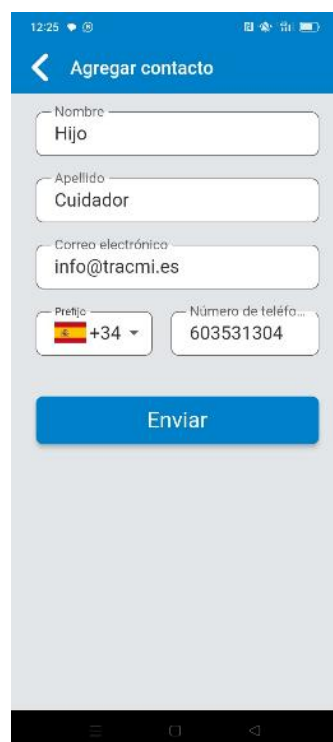 12:25
Agregar contacto
Nombre
Hijo
Apellido
Cuidador
Correo electrónico
info@tracmi.es
Prefijo
+34
Número de teléfo...
603531304
Enviar